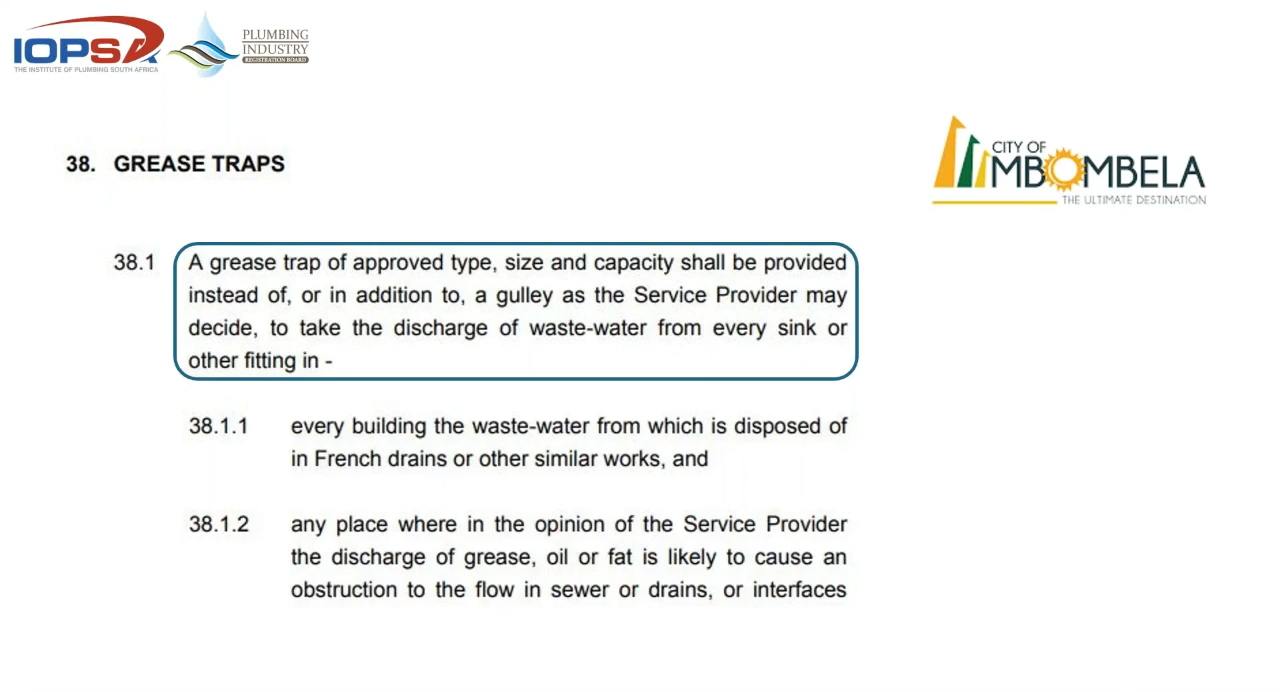 IOPSA
THE INSTITUTE OF PLUMBING SOUTH AFRICA
PLUMBING
INDUSTRY
REGISTRATION BOARD
CITY OF
MBOMBELA
THE ULTIMATE DESTINATION
38. GREASE TRAPS
38.1 A grease trap of approved type, size and capacity shall be provided
instead of, or in addition to, a gulley as the Service Provider may
decide, to take the discharge of waste-water from every sink or
other fitting in -
38.1.1 every building the waste-water from which is disposed of
in French drains or other similar works, and
38.1.2 any place where in the opinion of the Service Provider
the discharge of grease, oil or fat is likely to cause an
obstruction to the flow in sewer or drains, or interfaces